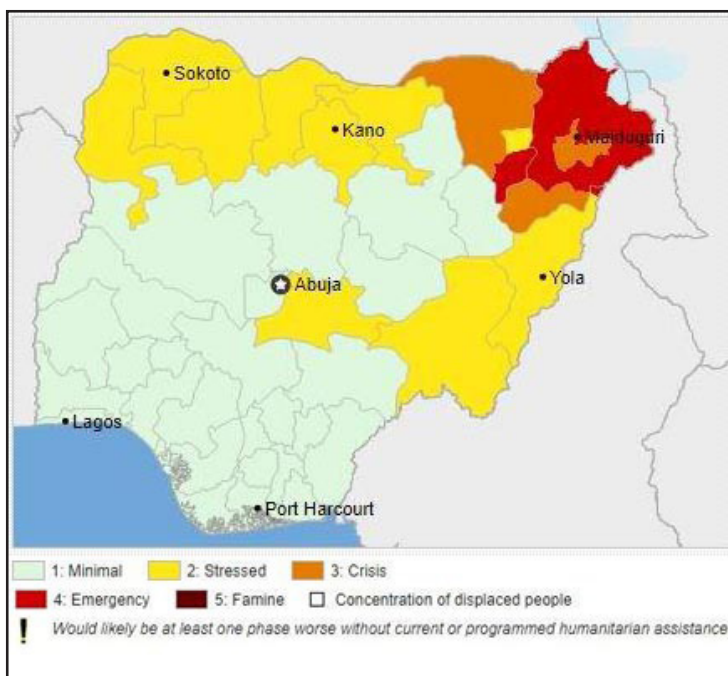 Sokoto
Kano
Maiduguri
Abuja
Yola
Lagos
Port Harcourt
1: Minimal 2: Stressed 3: Crisis
4: Emergency 5: Famine Concentration of displaced people
! Would likely be at least one phase worse without current or programmed humanitarian assistance